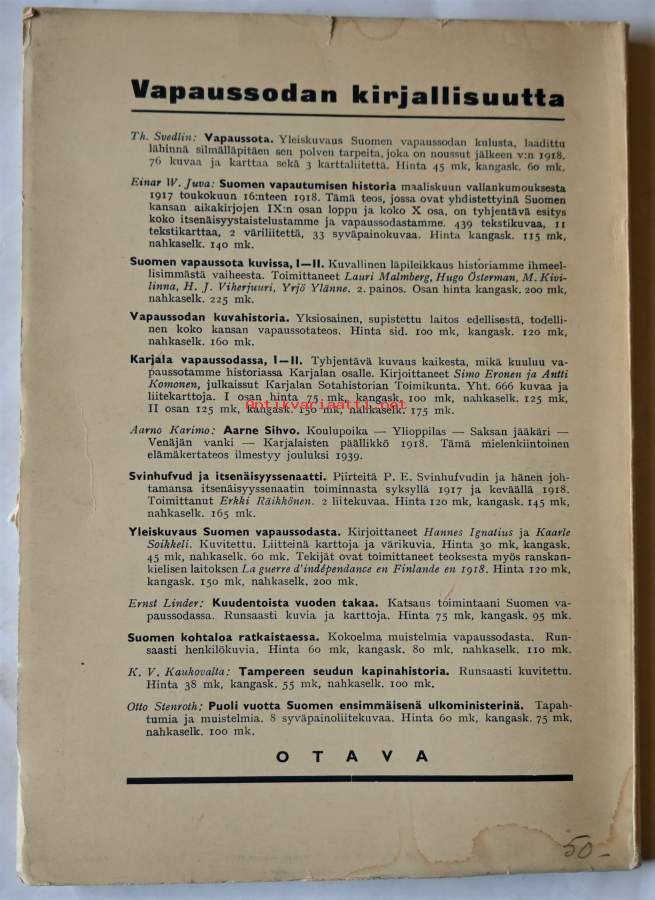 Vapaussodan kirjallisuutta
Th. Svedlin: Vapaussota. Yleiskuvaus Suomen vapaussodan kulusta, laadittu
lähinnä silmälläpitäen sen polven tarpeita, joka on noussut jälkeen v:n 1918.
76 kuvaa ja karttaa sekä 3 karttaliitettä. Hinta 45 mk, kangask. 60 mk.
Einar W. Juva: Suomen vapautumisen historia maaliskuun vallankumouksesta
1917 toukokuun 16:nteen 1918. Tämä teos, jossa ovat yhdistettyinä Suomen
kansan aikakirjojen IX:n osan loppu ja koko X osa, on tyhjentävä esitys
koko itsenäisyystaistelustamme ja vapaussodastamme. 439 tekstikuvaa, 11
tekstikarttaa, 2 väriliitettä, 33 syväpainokuvaa. Hinta kangask. 115 mk,
nahkaselk. 140 mk.
Suomen vapaussota kuvissa, I—II. Kuvallinen läpileikkaus historiamme ihmeel-
lisimmästä vaiheesta. Toimittaneet Lauri Malmberg, Hugo Österman, M. Kivi-
linna, H. J. Viherjuuri, Yrjö Ylänne. 2. painos. Osan hinta kangask. 200 mk,
nahkaselk. 225 mk.
Vapaussodan kuvahistoria. Yksiosainen, supistettu laitos edellisestä, todelli-
nen koko kansan vapaussotateos. Hinta sid. 100 mk, kangask. 120 mk,
nahkaselk. 160 mk.
Karjala vapaussodassa, I—II. Tyhjentävä kuvaus kaikesta, mikä kuuluu va-
paussotamme historiassa Karjalan osalle. Kirjoittaneet Simo Eronen ja Antti
Komonen, julkaissut Karjalan Sotahistorian Toimikunta. Yht. 666 kuvaa ja
liitekarttoja. I osan hinta 75 mk, kangask. 100 mk, nahkaselk. 125 mk,
II osan 125 mk, kangask. 150 mk, nahkaselk. 175 mk.
Antikvariaatti.net
Aarno Karimo: Aarne Sihvo. Koulupoika — Ylioppilas — Saksan jääkäri —
Venäjän vanki — Karjalaisten päällikkö 1918. Tämä mielenkiintoinen
elämäkertateos ilmestyy jouluksi 1939.
Svinhufvud ja itsenäisyyssenaatti. Piirteitä P. E. Svinhufvudin ja hänen joh-
tamansa itsenäisyyssenaatin toiminnasta syksyllä 1917 ja keväällä 1918.
Toimittanut Erkki Räikkönen. 2 liitekuvaa. Hinta 120 mk, kangask. 145 mk,
nahkaselk. 165 mk.
Yleiskuvaus Suomen vapaussodasta. Kirjoittaneet Hannes Ignatius ja Kaarle
Soikkeli. Kuvitettu. Liitteinä karttoja ja värikuvia. Hinta 30 mk, kangask.
45 mk, nahkaselk. 60 mk. Tekijät ovat toimittaneet teoksesta myös ranskan-
kielisen laitoksen La guerre d'indépendance en Finlande en 1918. Hinta 120 mk,
kangask. 150 mk, nahkaselk. 200 mk.
Ernst Linder: Kuudentoista vuoden takaa. Katsaus toimintaani Suomen va-
paussodassa. Runsaasti kuvia ja karttoja. Hinta 75 mk, kangask. 95 mk.
Suomen kohtaloa ratkaistaessa. Kokoelma muistelmia vapaussodasta. Run-
saasti henkilökuvia. Hinta 60 mk, kangask. 80 mk, nahkaselk. 110 mk.
K. V. Kaukovalta: Tampereen seudun kapinahistoria. Runsaasti kuvitettu.
Hinta 38 mk, kangask. 55 mk, nahkaselk. 100 mk.
Otto Stenroth: Puoli vuotta Suomen ensimmäisenä ulkoministerinä. Tapah-
tumia ja muistelmia. 8 syväpainoliitekuvaa. Hinta 60 mk, kangask. 75 mk,
nahkaselk. 100 mk.
OTAVA
50-